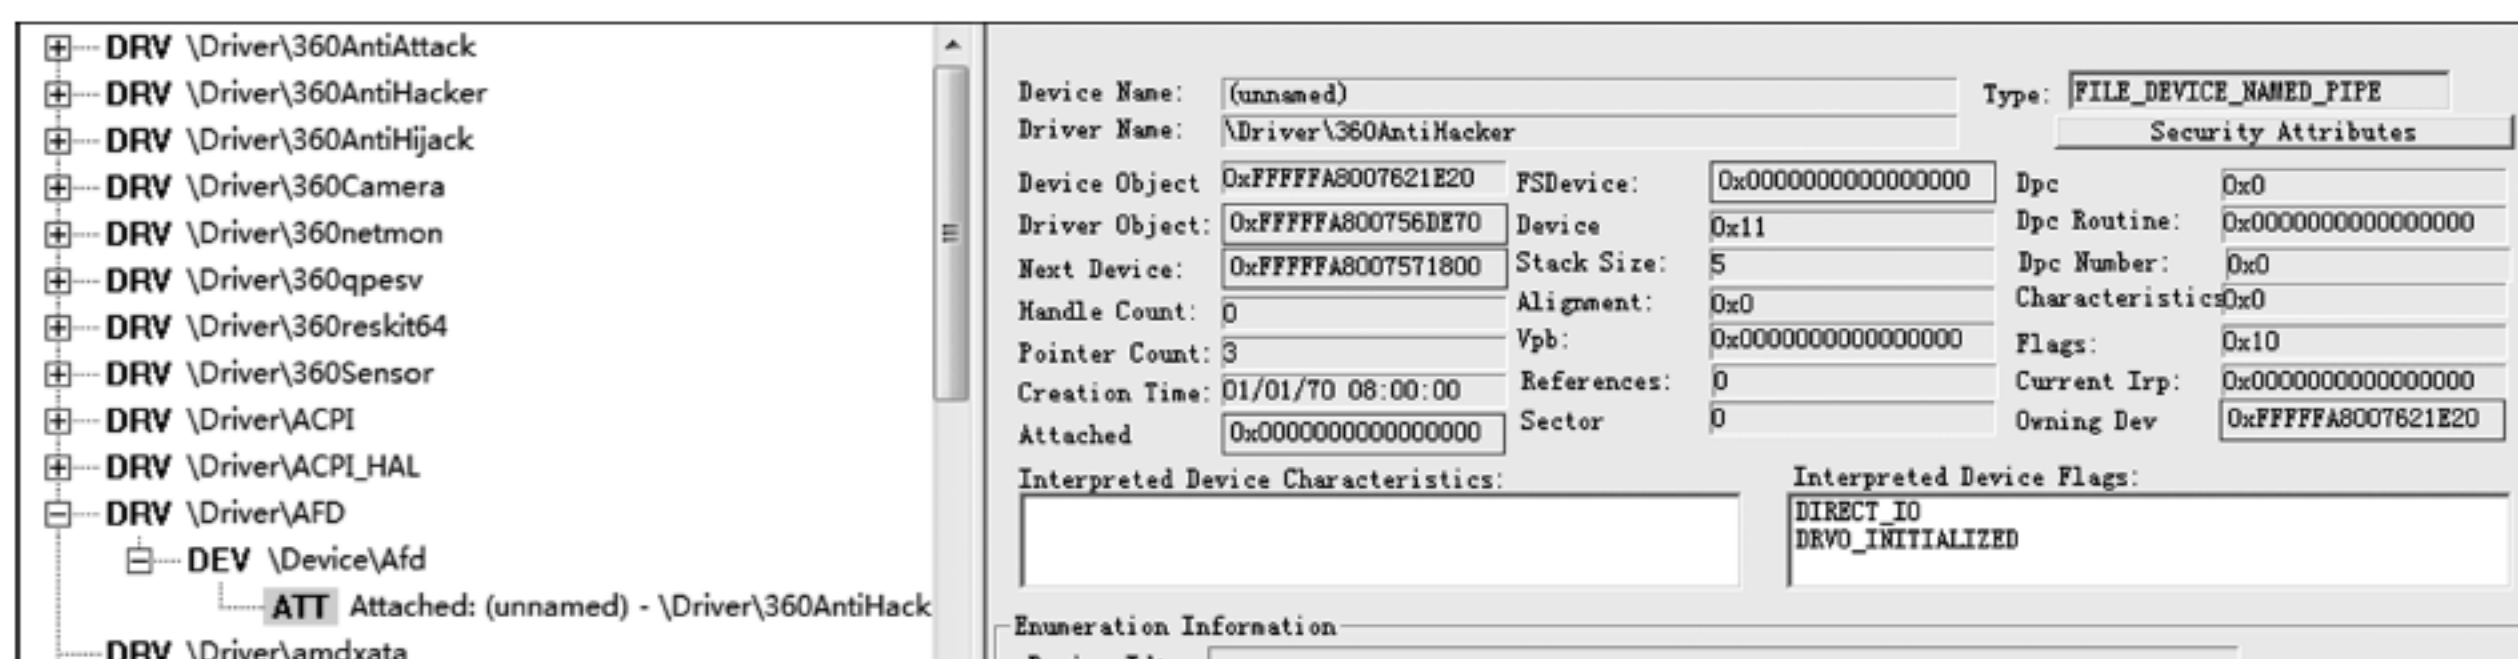 DRV \Driver\360AntiAttack
DRV \Driver\360AntiHacker
DRV \Driver\360AntiHijack
DRV \Driver\360Camera
DRV \Driver\360netmon
DRV \Driver\360qpesv
DRV \Driver\360reskit64
DRV \Driver\360Sensor
DRV \Driver\ACPI
DRV \Driver\ACPI_HAL
DRV \Driver\AFD
DEV \Device\Afd
ATT Attached: (unnamed) - \Driver\360AntiHack
DRV \Driver\amdxata
Device Name: (unnamed) Type: FILE_DEVICE_NAMED_PIPE
Driver Name: \Driver\360AntiHacker Security Attributes
Device Object 0xFFFFFA8007621E20 FSDevice: 0x0000000000000000 Dpc 0x0
Driver Object: 0xFFFFFA800756DE70 Device 0x11 Dpc Routine: 0x0000000000000000
Next Device: 0xFFFFFA8007571800 Stack Size: 5 Dpc Number: 0x0
Handle Count: 0 Alignment: 0x0 Characteristics 0x0
Pointer Count: 3 Vpb: 0x0000000000000000 Flags: 0x10
Creation Time: 01/01/70 08:00:00 References: 0 Current Irp: 0x0000000000000000
Attached 0x0000000000000000 Sector 0 Owning Dev 0xFFFFFA8007621E20
Interpreted Device Characteristics: Interpreted Device Flags:
DIRECT_IO
DRVO_INITIALIZED
Enumeration Information